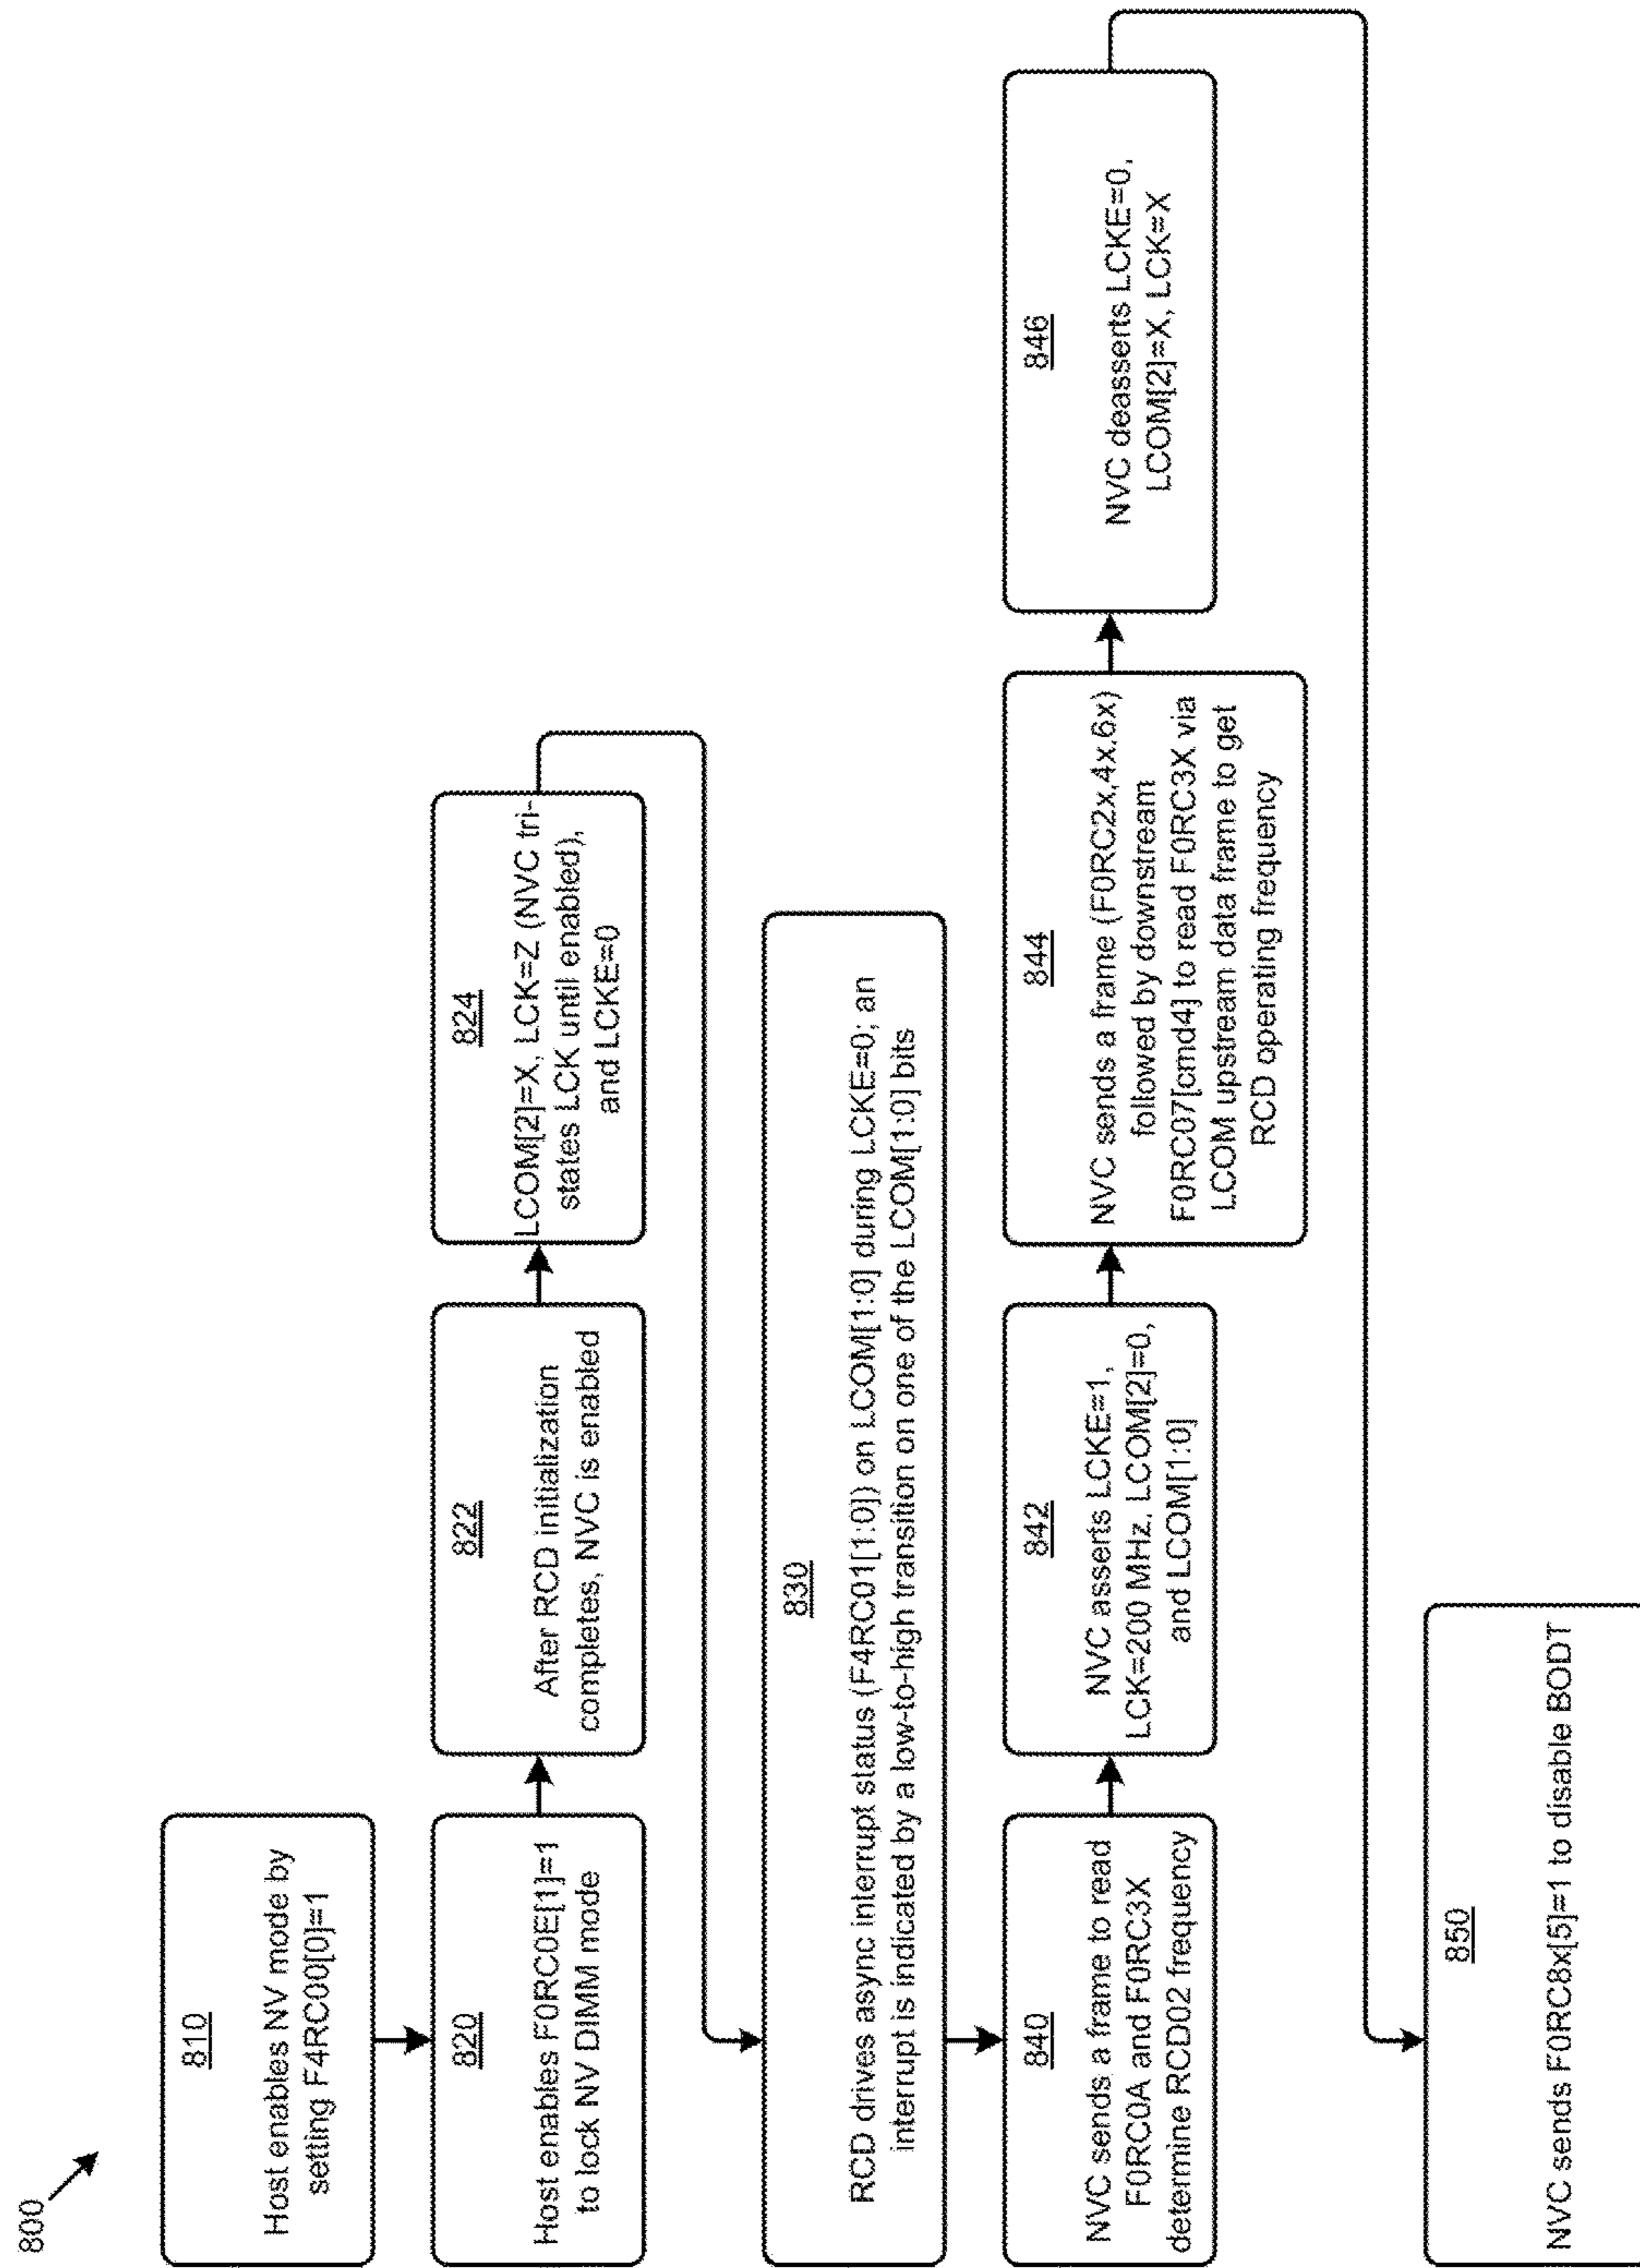 800
810
Host enables NV mode by
setting F4RC00[0]=1
820
Host enables F0RC0E[1]=1
to lock NV DIMM mode
822
After RCD initialization
completes, NVC is enabled
824
LCOM[2]=X, LCK=Z (NVC tri-
states LCK until enabled),
and LCKE=0
830
RCD drives async interrupt status (F4RC01[1:0]) on LCOM[1:0] during LCKE=0; an
interrupt is indicated by a low-to-high transition on one of the LCOM[1:0] bits
840
NVC sends a frame to read
F0RC0A and F0RC3X
determine RCD02 frequency
842
NVC asserts LCKE=1,
LCK=200 MHz, LCOM[2]=0,
and LCOM[1:0]
844
NVC sends a frame (F0RC2x,4x,6x)
followed by downstream
F0RC07[cmd4] to read F0RC3X via
LCOM upstream data frame to get
RCD operating frequency
846
NVC deasserts LCKE=0,
LCOM[2]=X, LCK=X
850
NVC sends F0RC8x[5]=1 to disable BODT